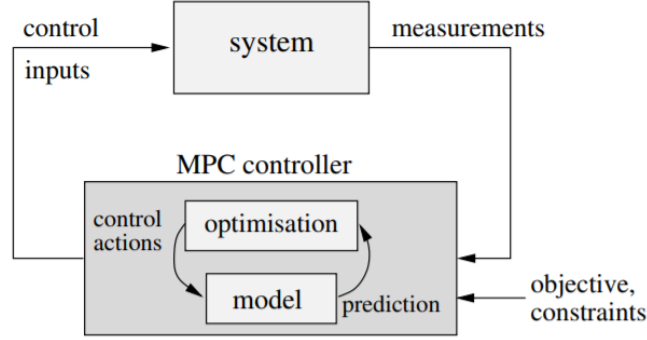 control
inputs
system
measurements
MPC controller
control
actions
optimisation
model
prediction
objective,
constraints